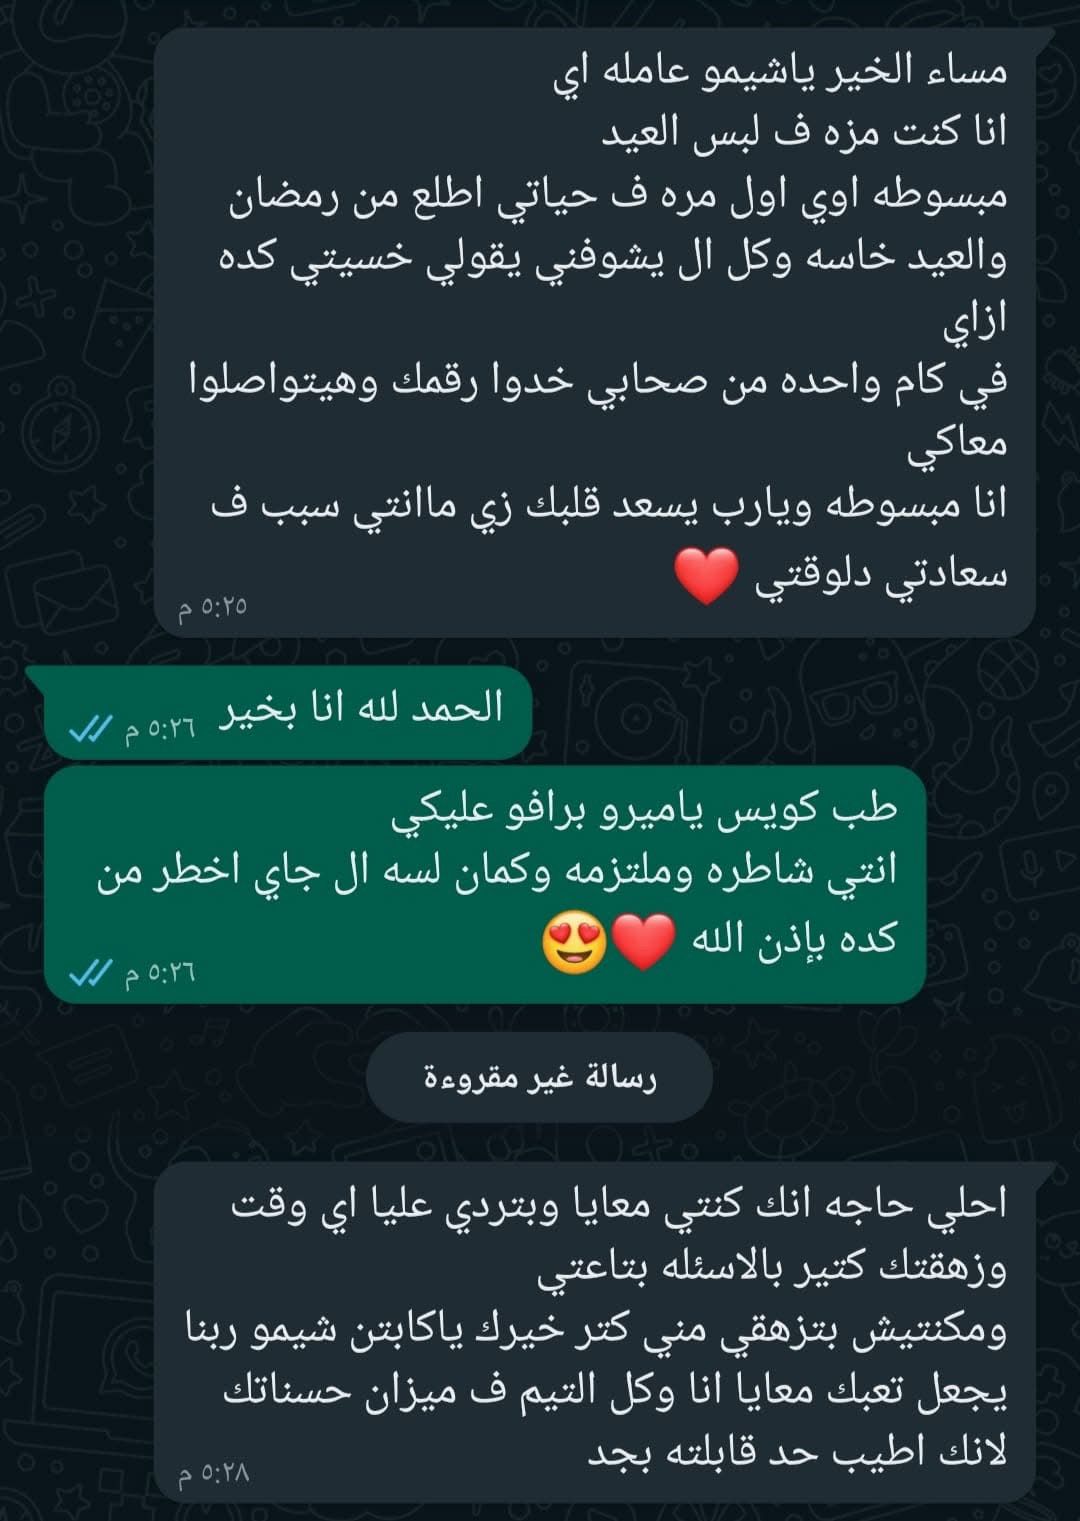 مساء الخير ياشيمو عامله اي
انا كنت مزه ف لبس العيد
مبسوطه اوي اول مره ف حياتي اطلع من رمضان
والعيد خاسه وكل ال يشوفني يقولي خسيتي كده
ازاي
في كام واحده من صحابي خدوا رقمك وهيتواصلوا
معاكي
انا مبسوطه ويارب يسعد قلبك زي ماانتي سبب ف
سعادتي دلوقتي ❤️
٥:٢٥ م
الحمد لله انا بخير
٥:٢٦ م
طب كويس ياميرو برافو عليكي
انتي شاطره وملتزمه وكمان لسه ال جاي اخطر من
كده بإذن الله ❤️😍
٥:٢٦ م
رسالة غير مقروءة
احلي حاجه انك كنتي معايا وبتردي عليا اي وقت
وزهقتك كتير بالاسئله بتاعتي
ومكنتيش بتزهقي مني كتر خيرك ياكابتن شيمو ربنا
يجعل تعبك معايا انا وكل التيم ف ميزان حسناتك
لانك اطيب حد قابلته بجد
٥:٢٨ م